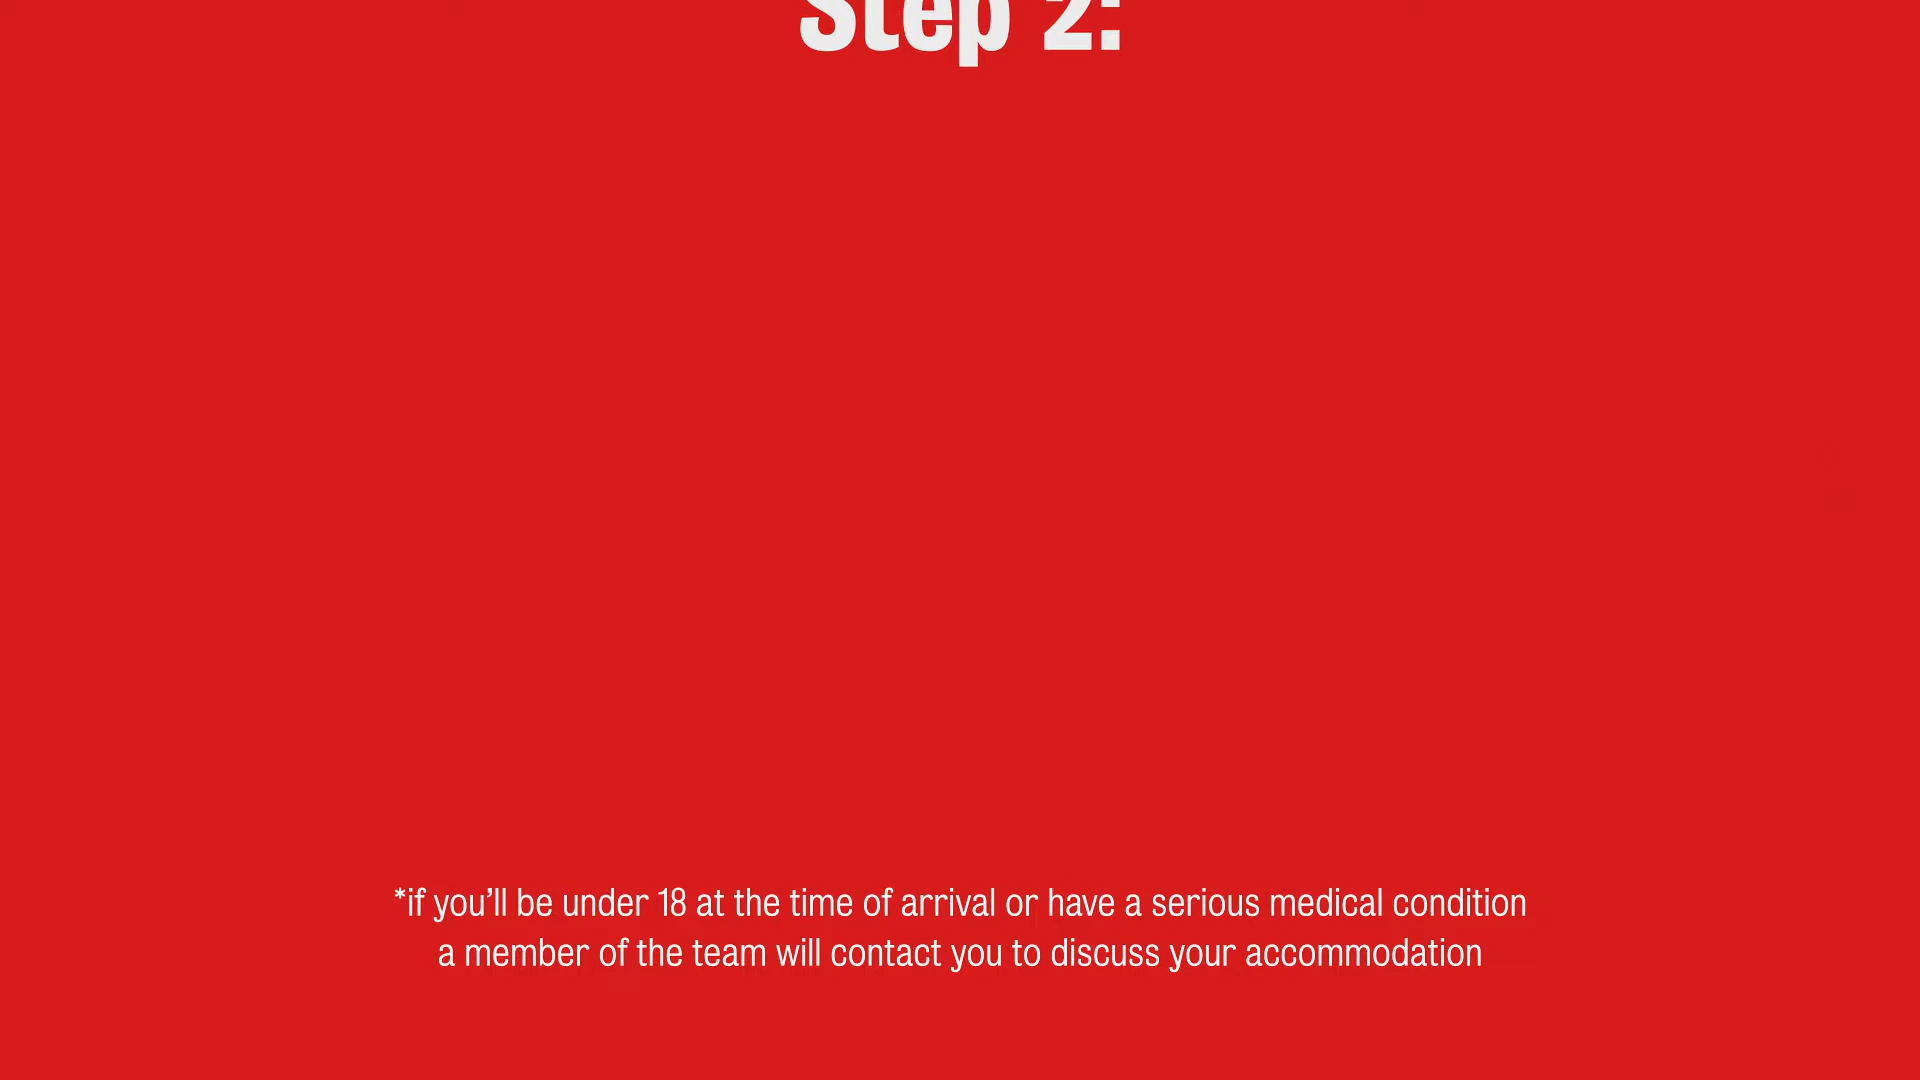 Step 2:
*if you’ll be under 18 at the time of arrival or have a serious medical condition
a member of the team will contact you to discuss your accommodation